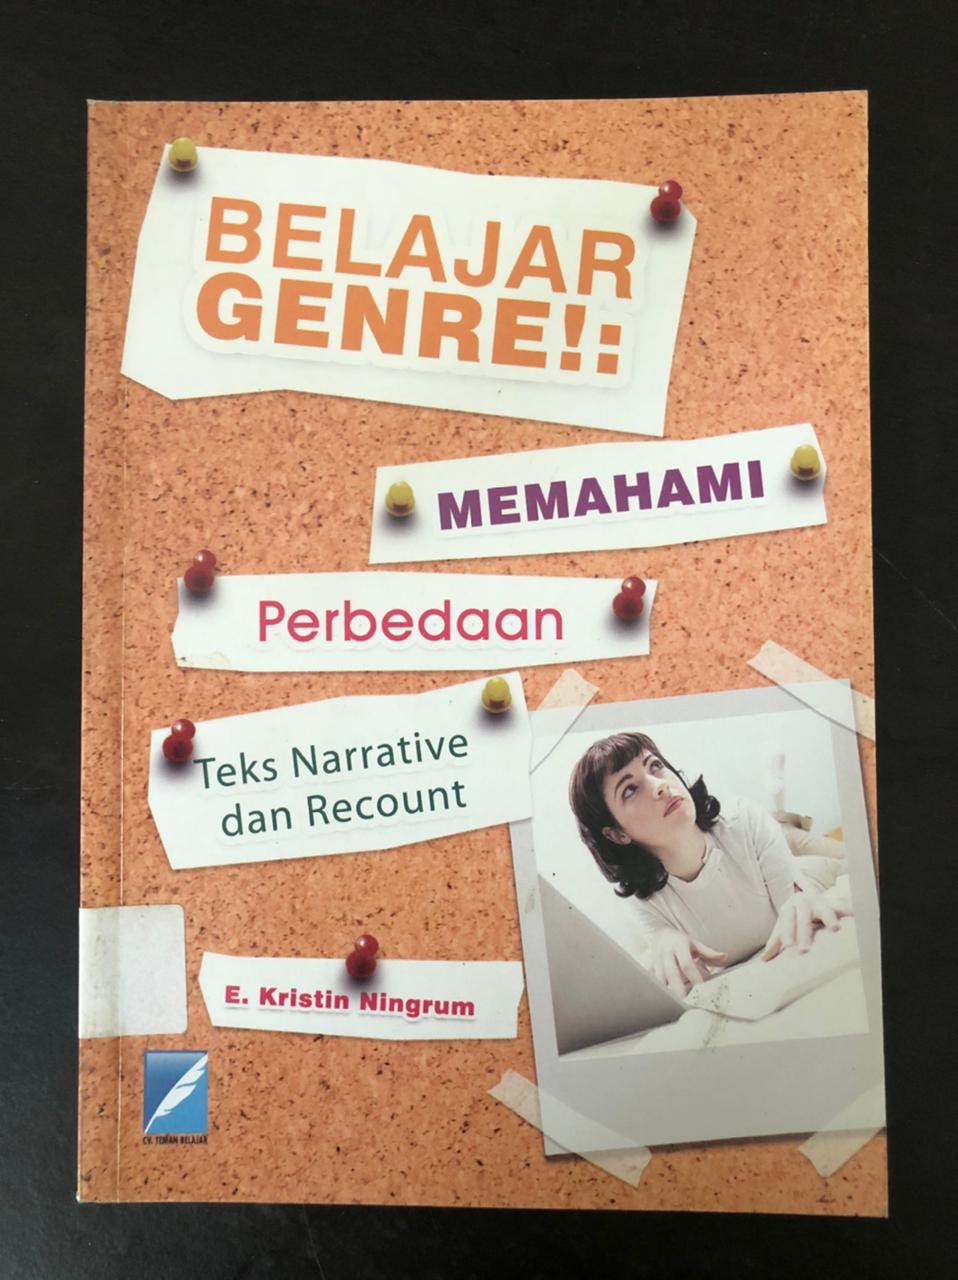 BELAJAR
GENRE!:
MEMAHAMI
Perbedaan
Teks Narrative
dan Recount
E. Kristin Ningrum
CV. TEMAN BELAJAR